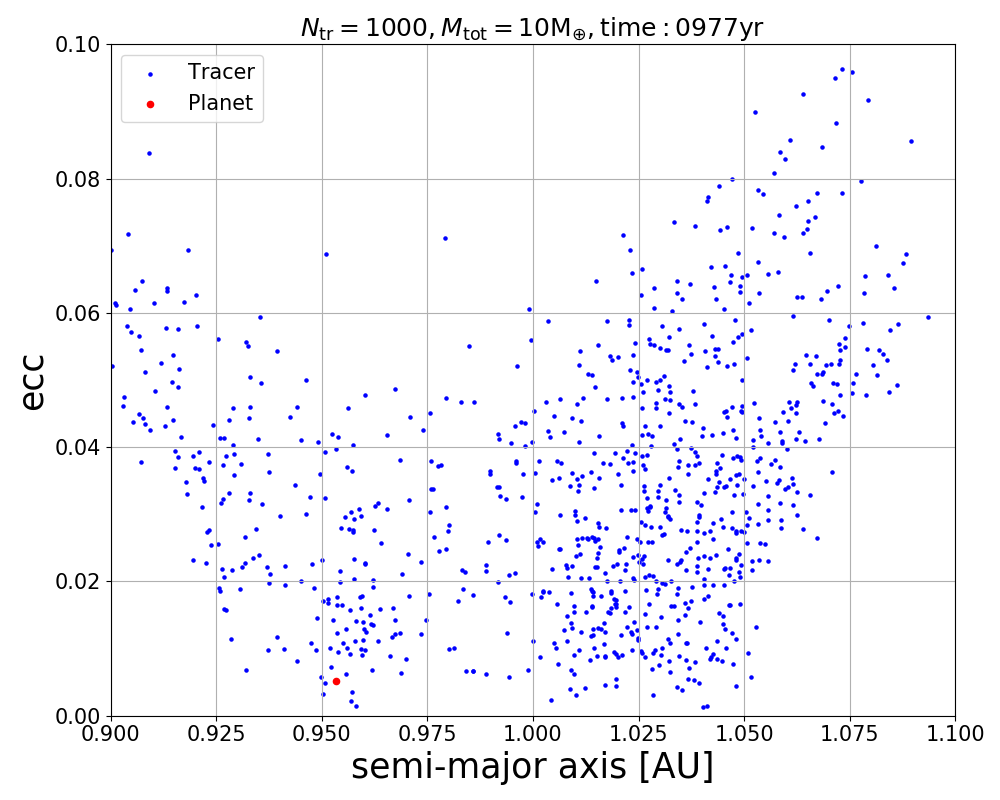 N_tr = 1000, M_tot = 10M_⊕, time : 0977yr
Tracer
Planet
ecc
0.10
0.08
0.06
0.04
0.02
0.00
0.900 0.925 0.950 0.975 1.000 1.025 1.050 1.075 1.100
semi-major axis [AU]